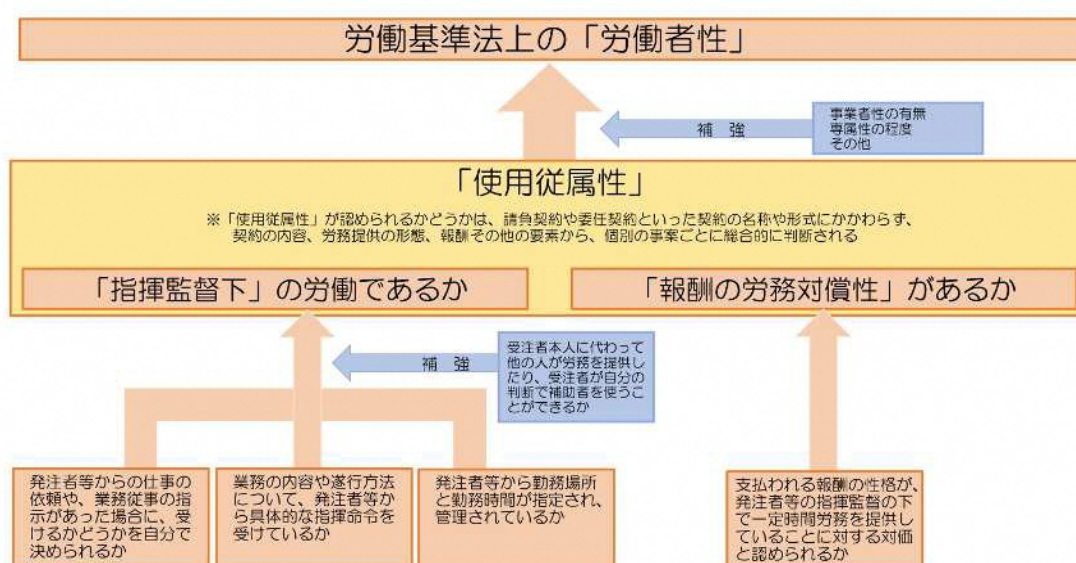 労働基準法上の「労働者性」
補 強
事業者性の有無
専属性の程度
その他
「使用従属性」
※「使用従属性」が認められるかどうかは、請負契約や委任契約といった契約の名称や形式にかかわらず、
契約の内容、労務提供の形態、報酬その他の要素から、個別の事案ごとに総合的に判断される
「指揮監督下」の労働であるか
「報酬の労務対償性」があるか
補 強
受注者本人に代わって
他の人が労務を提供し
たり、受注者が自分の
判断で補助者を使うこ
とができるか
発注者等からの仕事の
依頼や、業務従事の指
示があった場合に、受
けるかどうかを自分で
決められるか
業務の内容や遂行方法
について、発注者等か
ら具体的な指揮命令を
受けているか
発注者等から勤務場所
と勤務時間が指定され、
管理されているか
支払われる報酬の性格が、
発注者等の指揮監督の下
で一定時間労務を提供し
ていることに対する対価
と認められるか